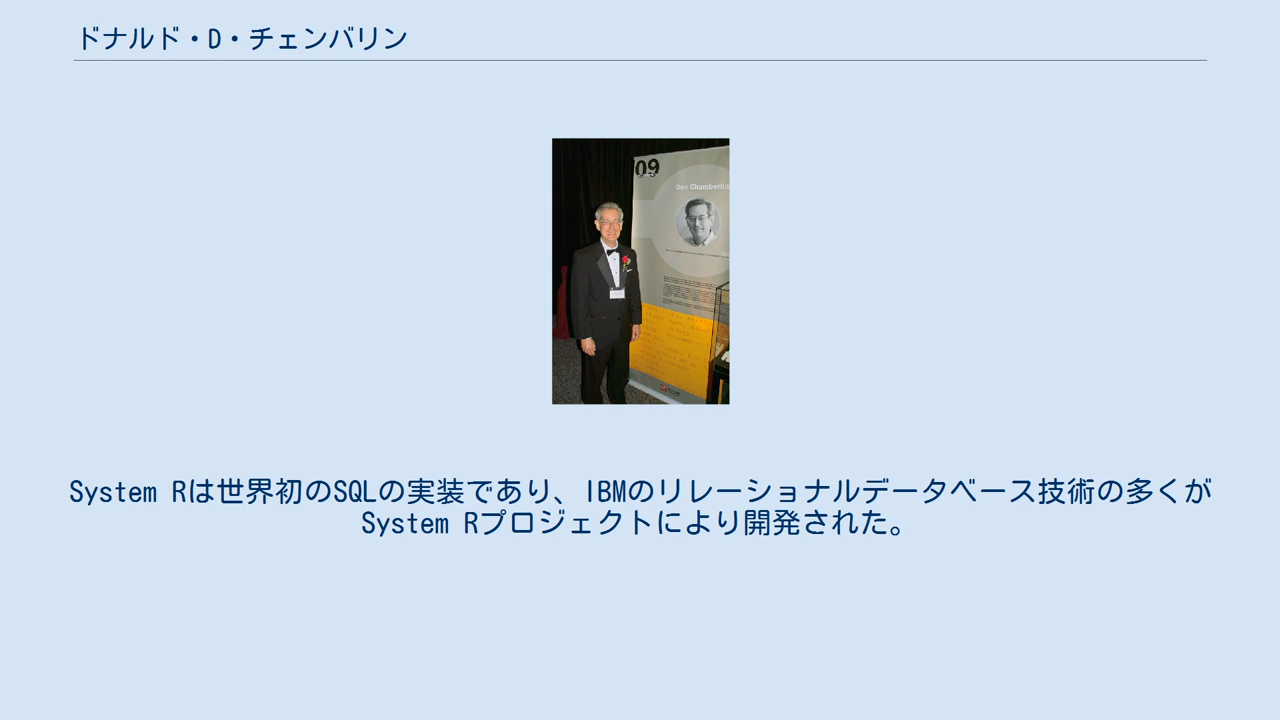 ドナルド・D・チェンバリン
09
Don Chamberlin
System Rは世界初のSQLの実装であり、IBMのリレーショナルデータベース技術の多くが
System Rプロジェクトにより開発された。